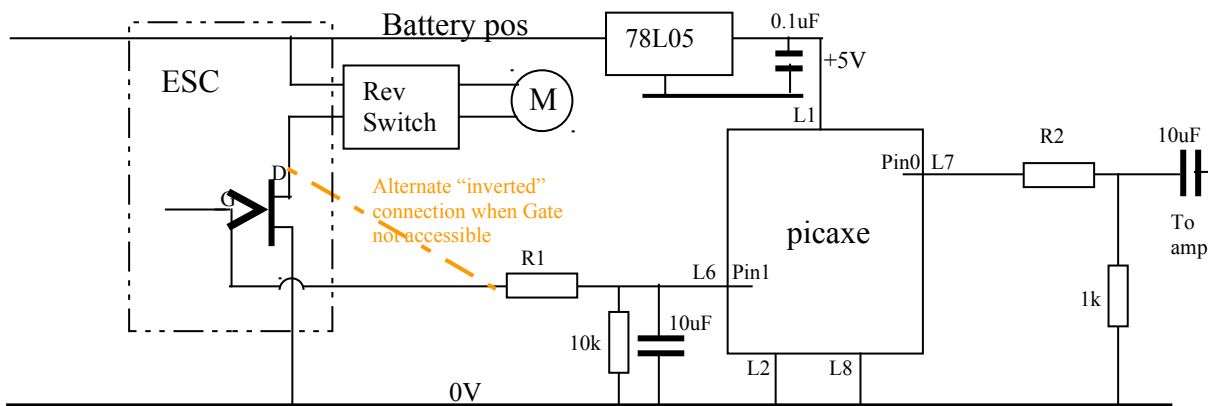 Battery pos
78L05
0.1uF
+5V
ESC
Rev
Switch
M
L1
R2
10uF
Pin0
L7
D
G
Alternate “inverted”
connection when Gate
not accessible
picaxe
To
amp
R1
L6
Pin1
1k
10k
10uF
L2
L8
0V